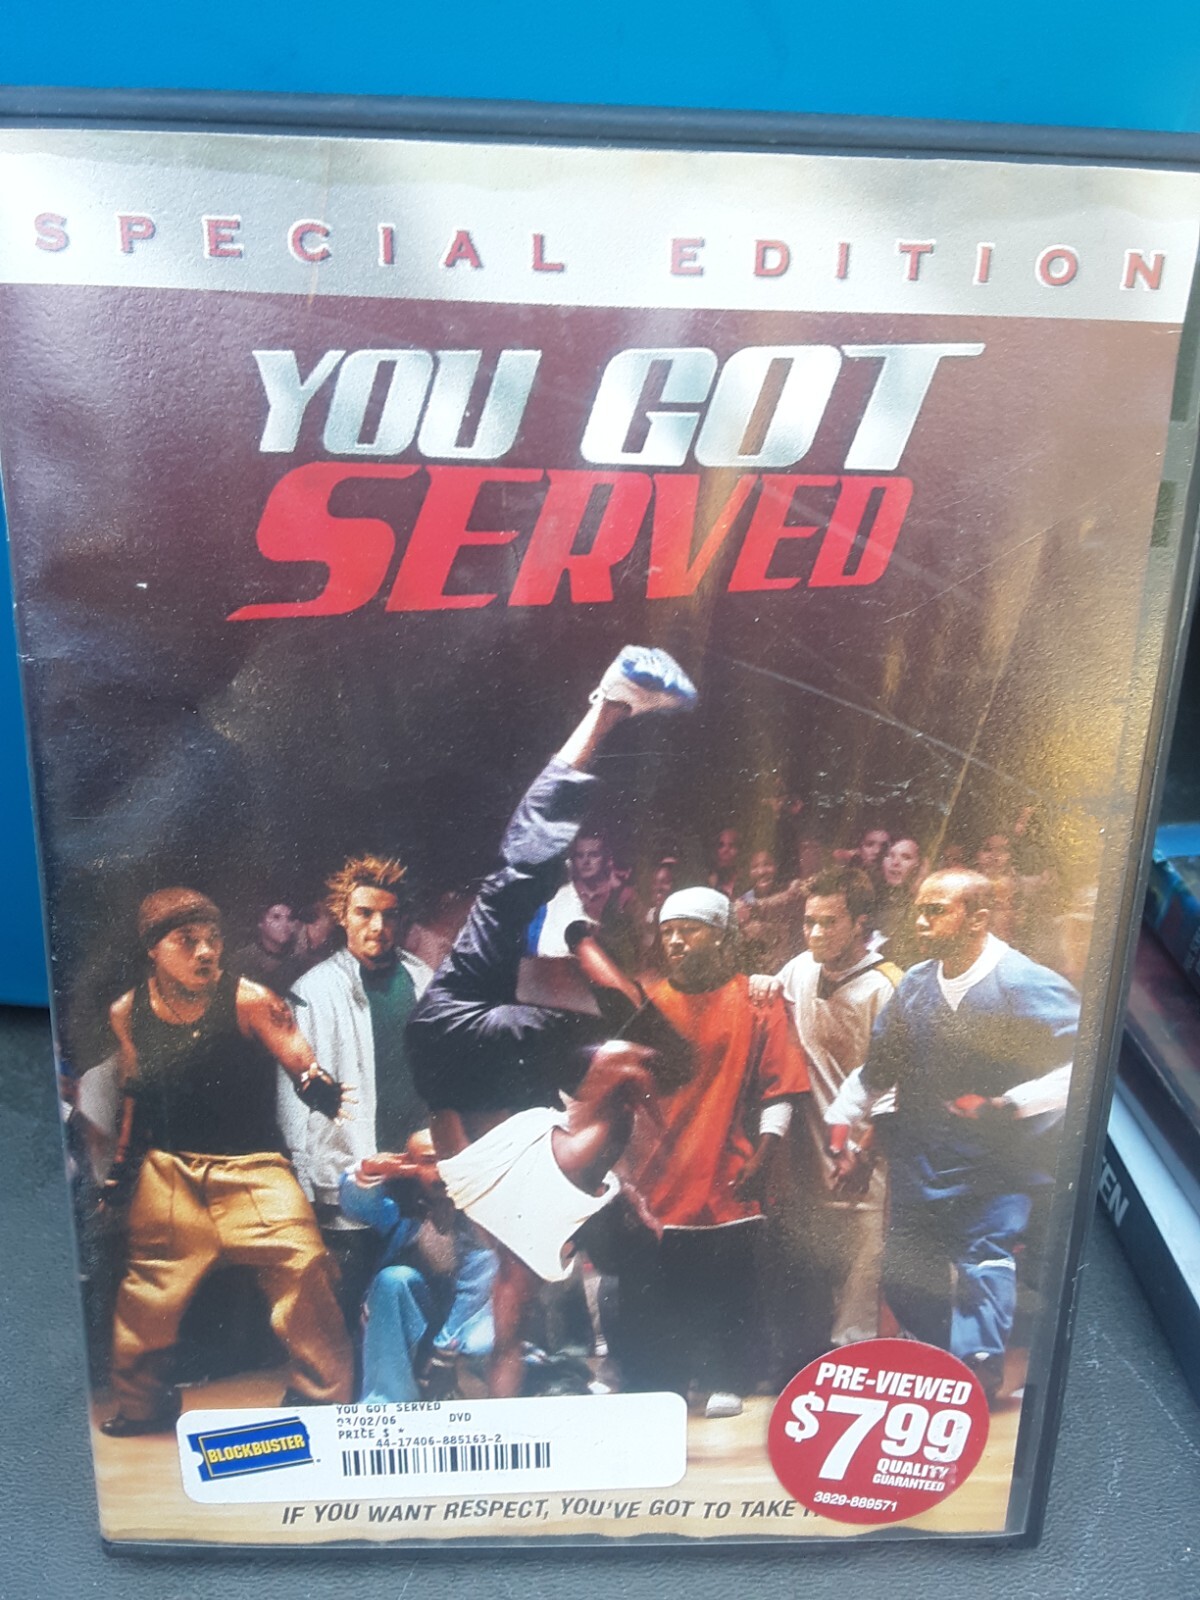 SPECIAL EDITION
YOU GOT
SERVED
YOU GOT SERVED
03/02/06 DVD
PRICE $ *
44-17406-885163-2
BLOCKBUSTER
PRE-VIEWED
$7.99
QUALITY
GUARANTEED
3829-889571
IF YOU WANT RESPECT, YOU'VE GOT TO TAKE
EN